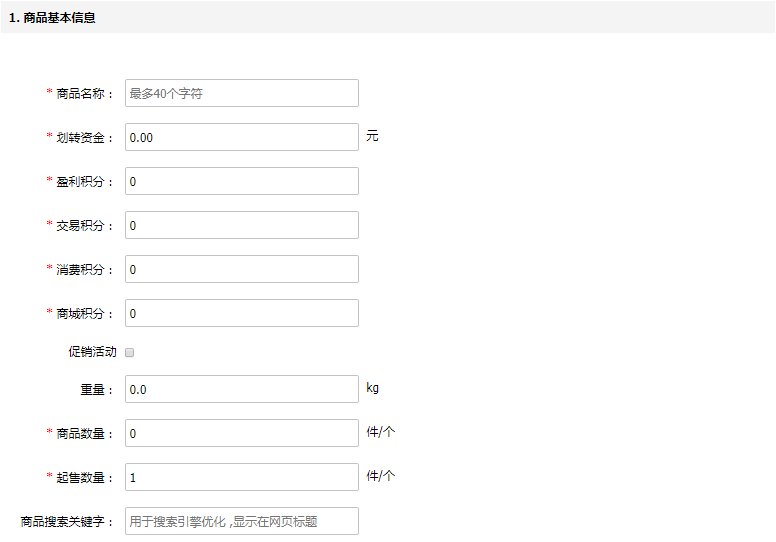 1. 商品基本信息
* 商品名称： 最多40个字符
* 划转资金： 0.00 元
* 盈利积分： 0
* 交易积分： 0
* 消费积分： 0
* 商城积分： 0
促销活动
重量： 0.0 kg
* 商品数量： 0 件/个
* 起售数量： 1 件/个
商品搜索关键字： 用于搜索引擎优化 ,显示在网页标题